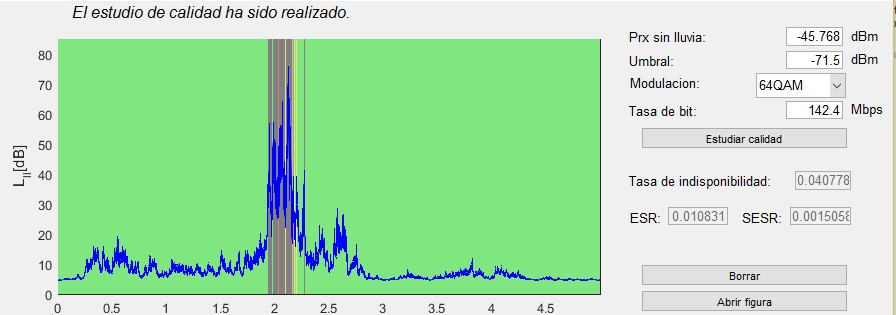 El estudio de calidad ha sido realizado.
Prx sin lluvia: -45.768 dBm
Umbral: -71.5 dBm
Modulacion: 64QAM
Tasa de bit: 142.4 Mbps
Estudiar calidad
Tasa de indisponibilidad: 0.040778
ESR: 0.010831 SESR: 0.0015058
Borrar
Abrir figura
L_ll[dB]
80
70
60
50
40
30
20
10
0
0 0.5 1 1.5 2 2.5 3 3.5 4 4.5